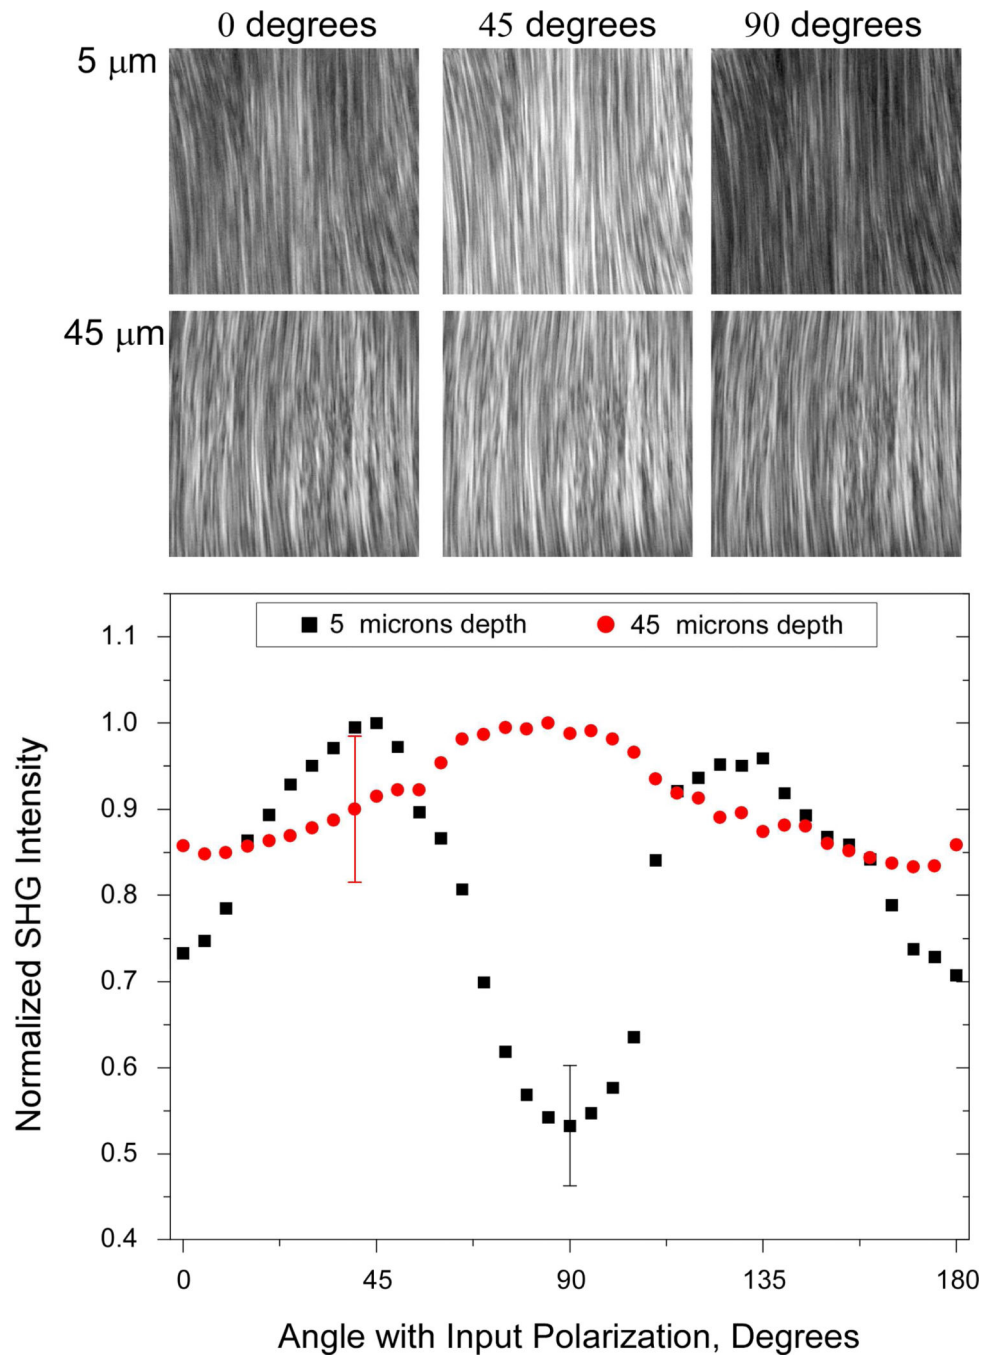 0 degrees 45 degrees 90 degrees
5 μm
45 μm
5 microns depth 45 microns depth
1.1
1.0
0.9
0.8
0.7
0.6
0.5
0.4
Normalized SHG Intensity
0 45 90 135 180
Angle with Input Polarization, Degrees